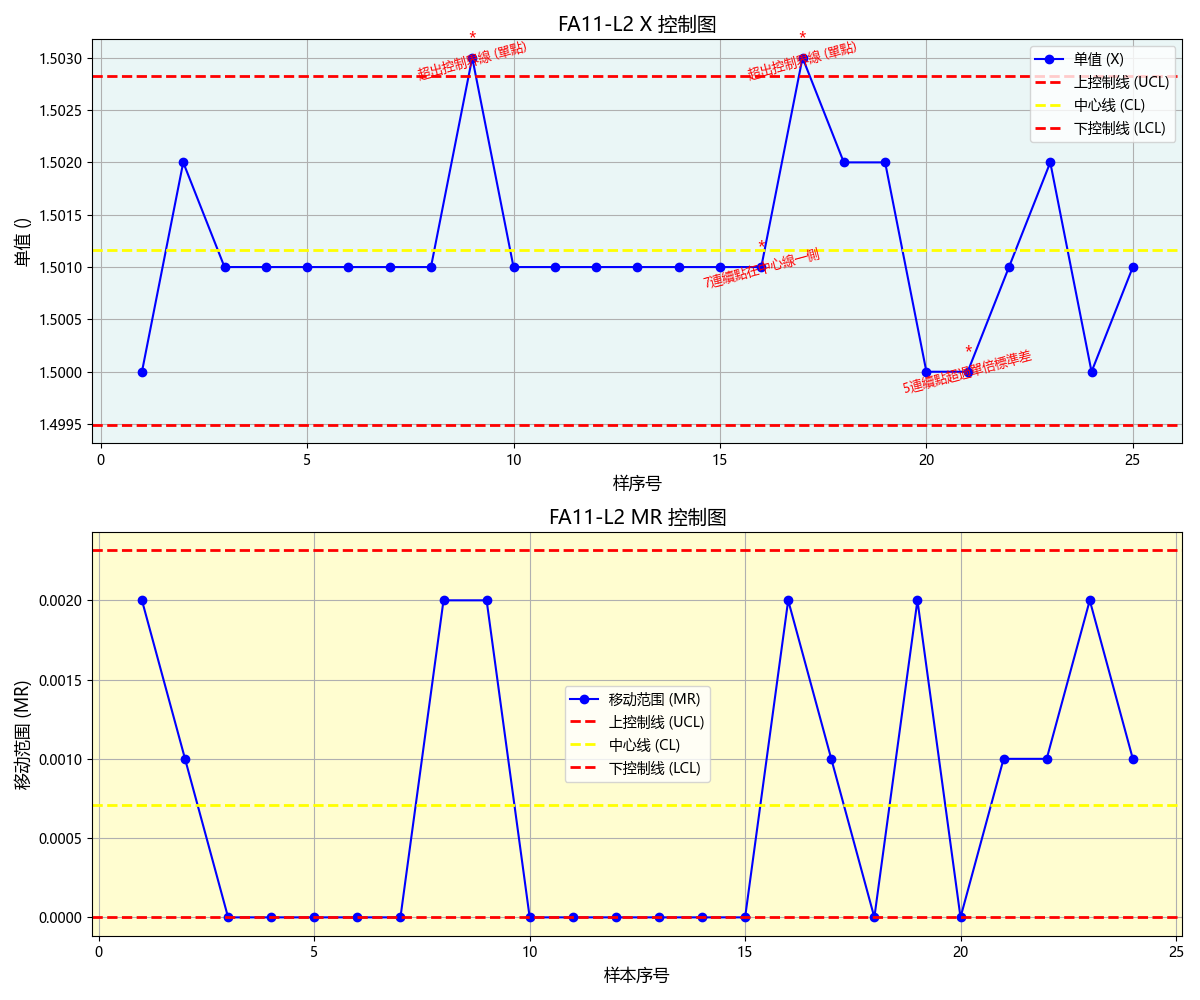 FA11-L2 X 控制图
单值 ()
1.5030
1.5025
1.5020
1.5015
1.5010
1.5005
1.5000
1.4995
*
超出控制界線 (單點)
*
超出控制界線 (單點)
*
7連續點在中心線一側
*
5連續點超過單倍標準差
单值 (X)
上控制线 (UCL)
中心线 (CL)
下控制线 (LCL)
0 5 10 15 20 25
样序号
FA11-L2 MR 控制图
移动范围 (MR)
0.0020
0.0015
0.0010
0.0005
0.0000
移动范围 (MR)
上控制线 (UCL)
中心线 (CL)
下控制线 (LCL)
0 5 10 15 20 25
样本序号